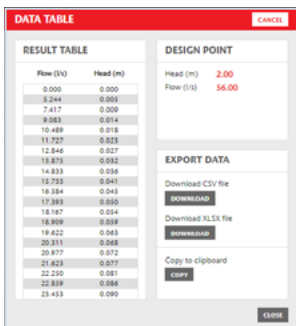 DATA TABLE
CANCEL
RESULT TABLE
Flow (l/s) Head (m)
0.000 0.000
5.244 0.005
7.417 0.009
9.083 0.014
10.489 0.018
11.727 0.023
12.846 0.027
13.875 0.032
14.833 0.036
15.733 0.041
16.584 0.045
17.393 0.050
18.167 0.054
18.909 0.059
19.622 0.063
20.311 0.068
20.977 0.072
21.623 0.077
22.250 0.081
22.859 0.086
23.453 0.090
DESIGN POINT
Head (m) 2.00
Flow (l/s) 56.00
EXPORT DATA
Download CSV file
DOWNLOAD
Download XLSX file
DOWNLOAD
Copy to clipboard
COPY
CLOSE